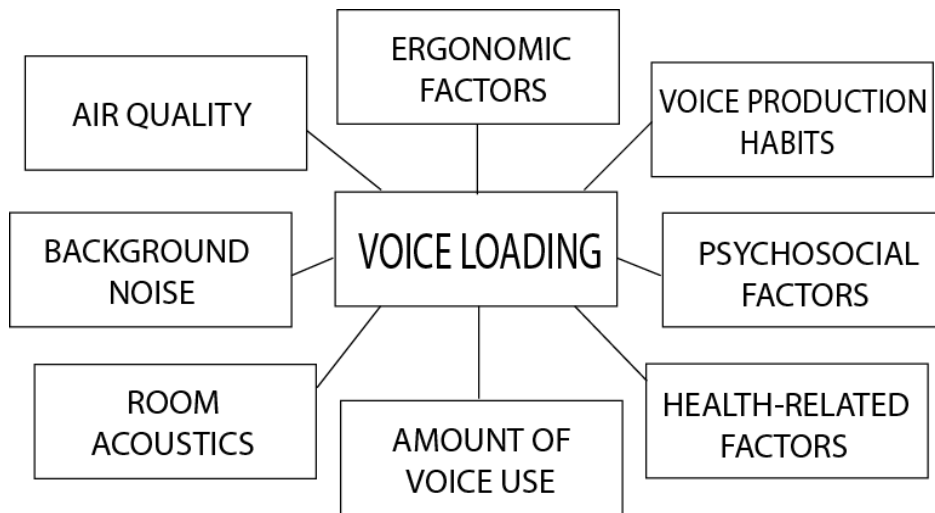 ERGONOMIC
FACTORS
AIR QUALITY
VOICE PRODUCTION
HABITS
BACKGROUND
NOISE
VOICE LOADING
PSYCHOSOCIAL
FACTORS
ROOM
ACOUSTICS
AMOUNT OF
VOICE USE
HEALTH-RELATED
FACTORS